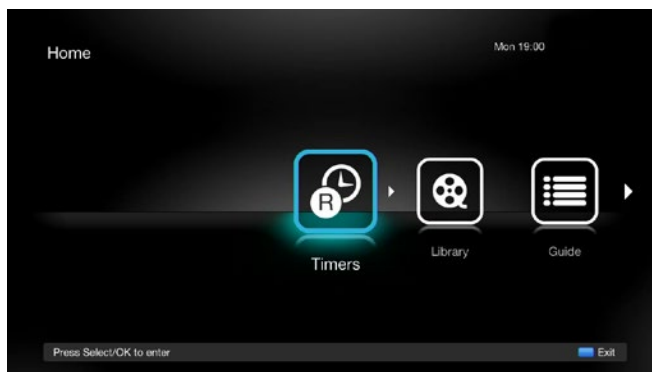 Home
Mon 19:00
R
Timers
Library
Guide
Press Select/OK to enter
Exit